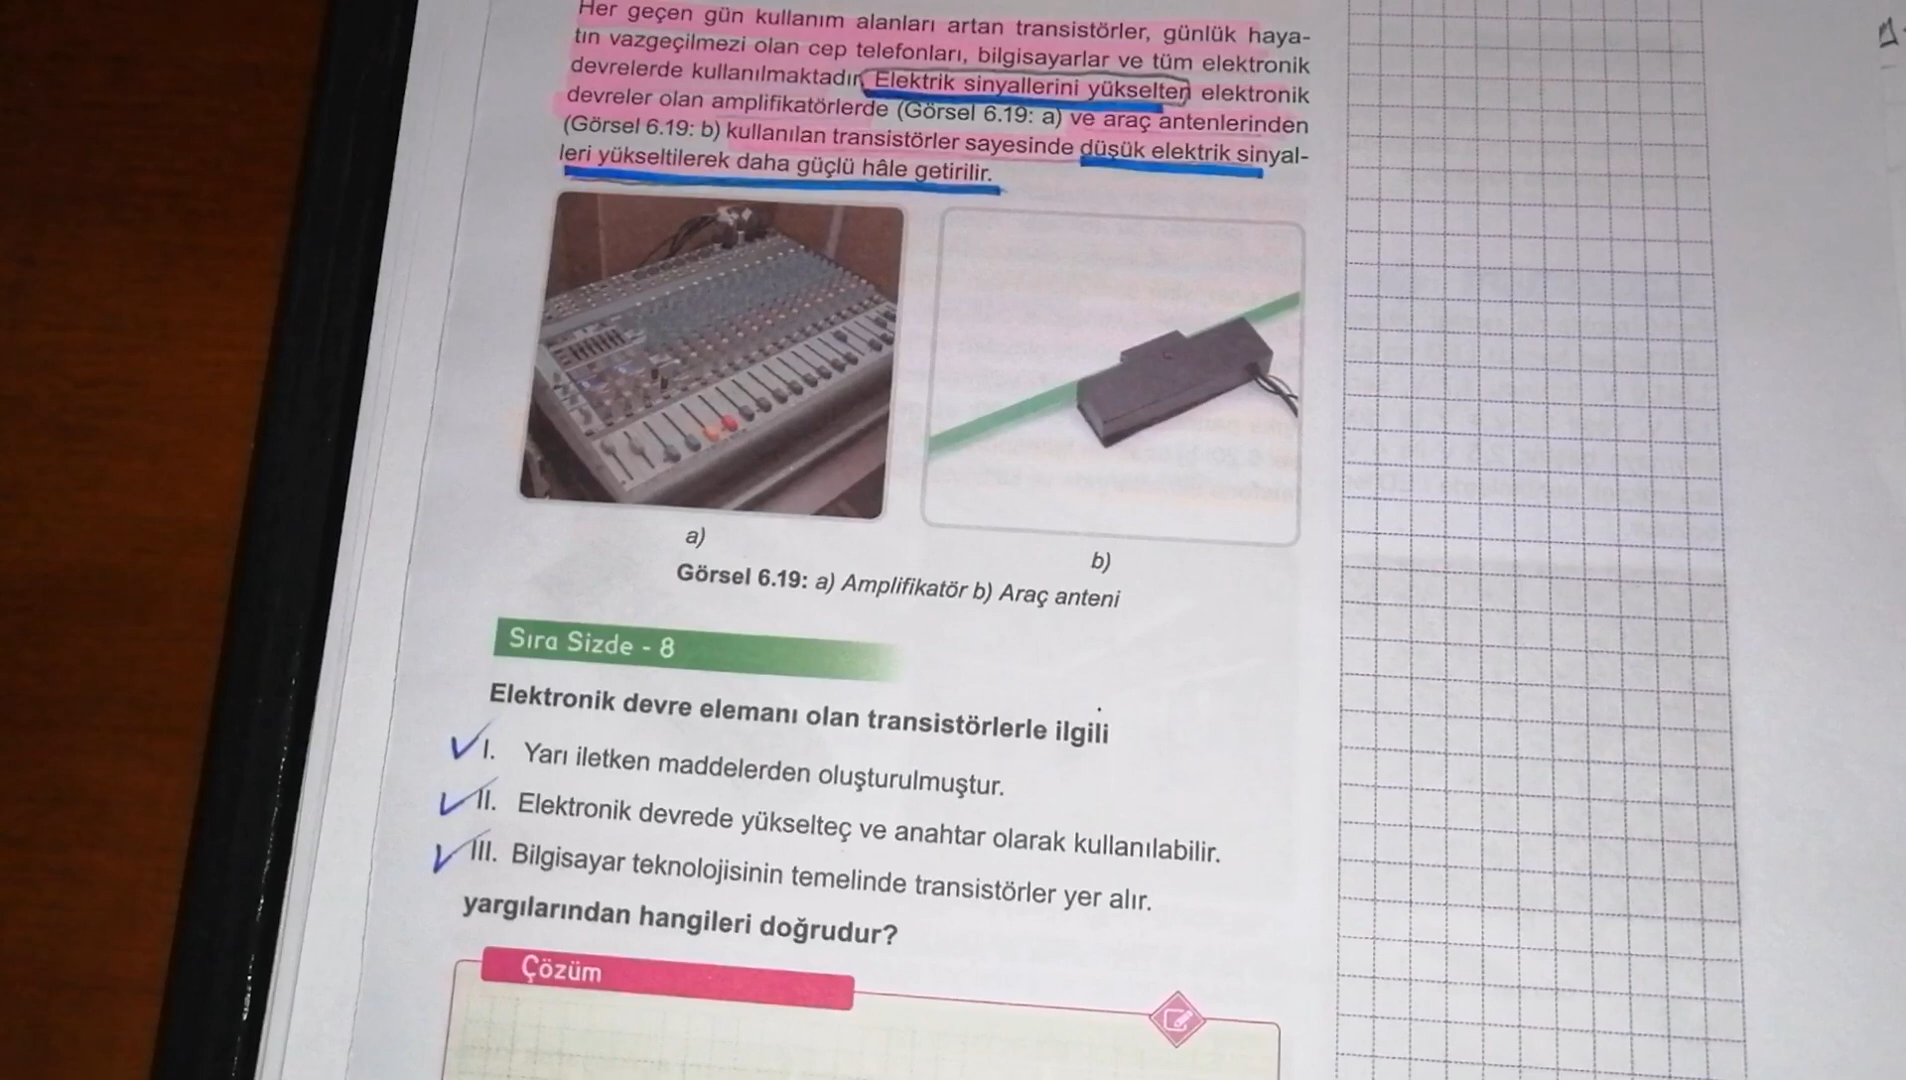 Her geçen gün kullanım alanları artan transistörler, günlük haya-
tın vazgeçilmezi olan cep telefonları, bilgisayarlar ve tüm elektronik
devrelerde kullanılmaktadır. Elektrik sinyallerini yükselten elektronik
devreler olan amplifikatörlerde (Görsel 6.19: a) ve araç antenlerinden
(Görsel 6.19: b) kullanılan transistörler sayesinde düşük elektrik sinyal-
leri yükseltilerek daha güçlü hâle getirilir.
a)
b)
Görsel 6.19: a) Amplifikatör b) Araç anteni
Sıra Sizde - 8
Elektronik devre elemanı olan transistörlerle ilgili
I. Yarı iletken maddelerden oluşturulmuştur.
II. Elektronik devrede yükselteç ve anahtar olarak kullanılabilir.
III. Bilgisayar teknolojisinin temelinde transistörler yer alır.
yargılarından hangileri doğrudur?
Çözüm